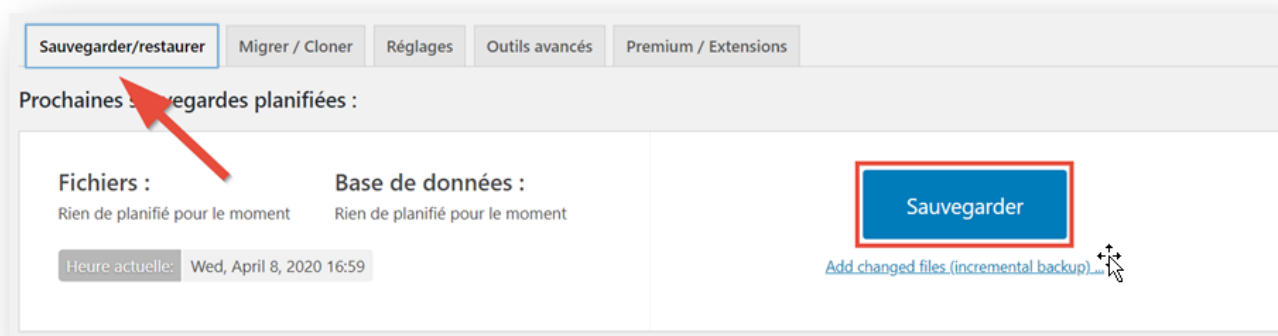 Sauvegarder/restaurer Migrer / Cloner Réglages Outils avancés Premium / Extensions
Prochaines sauvegardes planifiées :
Fichiers : Base de données :
Rien de planifié pour le moment Rien de planifié pour le moment
Sauvegarder
Heure actuelle: Wed, April 8, 2020 16:59
Add changed files (incremental backup) ...